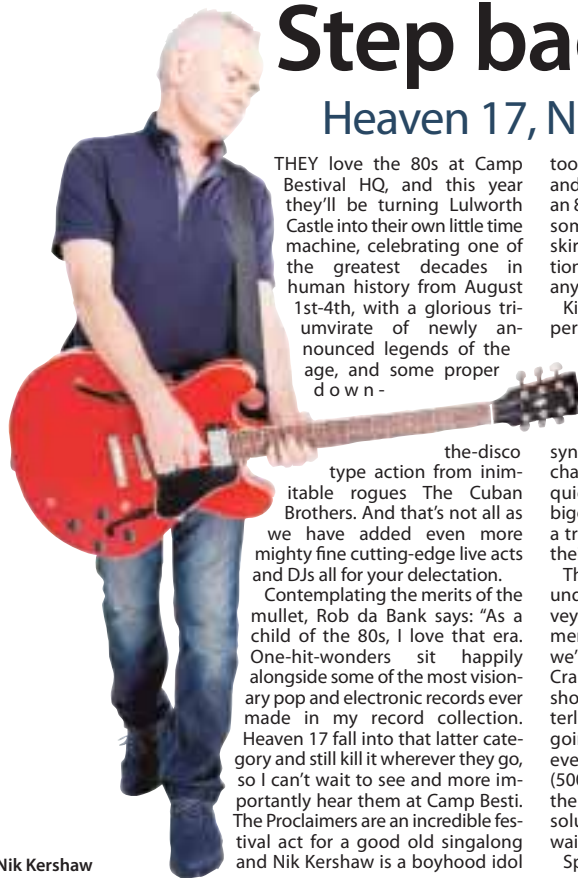 Step bac
Heaven 17, N
THEY love the 80s at Camp
Bestival HQ, and this year
they’ll be turning Lulworth
Castle into their own little time
machine, celebrating one of
the greatest decades in
human history from August
1st-4th, with a glorious tri-
umvirate of newly an-
nounced legends of the
age, and some proper
down-
the-disco
type action from inim-
itable rogues The Cuban
Brothers. And that’s not all as
we have added even more
mighty fine cutting-edge live acts
and DJs all for your delectation.
Contemplating the merits of the
mullet, Rob da Bank says: “As a
child of the 80s, I love that era.
One-hit-wonders sit happily
alongside some of the most vision-
ary pop and electronic records ever
made in my record collection.
Heaven 17 fall into that latter cate-
gory and still kill it wherever they go,
so I can’t wait to see and more im-
portantly hear them at Camp Besti.
The Proclaimers are an incredible fes-
tival act for a good old singalong
and Nik Kershaw is a boyhood idol
too
and
an 8
som
skin
tion
any
Ki
per
syn
cha
quie
bigg
a tr
the
Th
unc
vey
mer
we’
Cra
sho
terl
goin
eve
(500
the
solu
wai
Sp
Nik Kershaw